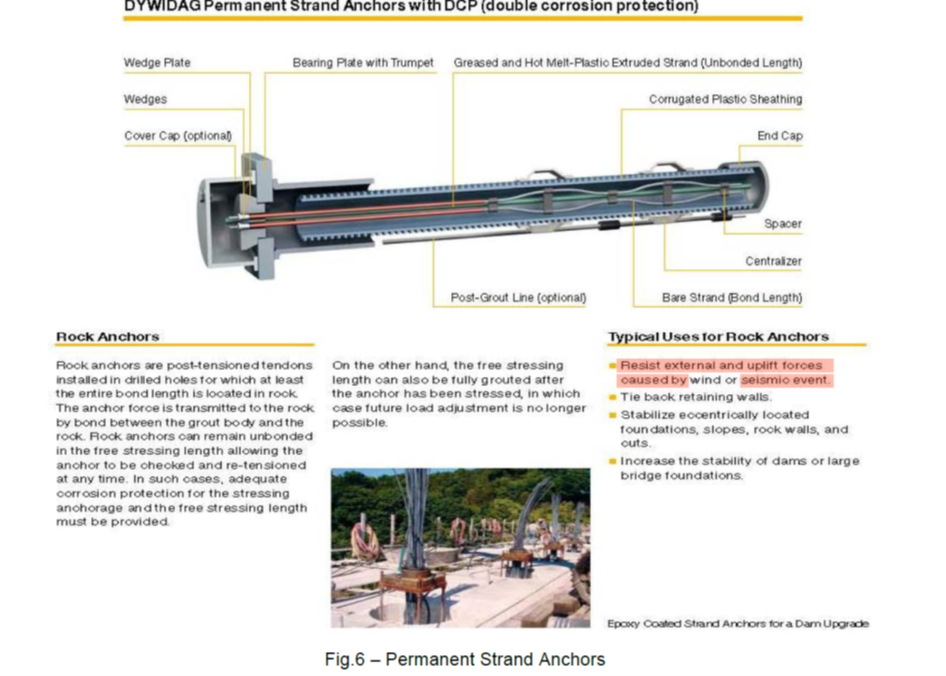 DYWIDAG Permanent Strand Anchors with DCP (double corrosion protection)
Wedge Plate
Bearing Plate with Trumpet
Greased and Hot Melt-Plastic Extruded Strand (Unbonded Length)
Wedges
Corrugated Plastic Sheathing
Cover Cap (optional)
End Cap
Spacer
Centralizer
Post-Grout Line (optional)
Bare Strand (Bond Length)
Rock Anchors
Rock anchors are post-tensioned tendons
installed in drilled holes for which at least
the entire bond length is located in rock.
The anchor force is transmitted to the rock
by bond between the grout body and the
rock. Rock anchors can remain unbonded
in the free stressing length allowing the
anchor to be checked and re-tensioned
at any time. In such cases, adequate
corrosion protection for the stressing
anchorage and the free stressing length
must be provided.
On the other hand, the free stressing
length can also be fully grouted after
the anchor has been stressed, in which
case future load adjustment is no longer
possible.
Typical Uses for Rock Anchors
Resist external and uplift forces
caused by wind or seismic event.
Tie back retaining walls.
Stabilize eccentrically located
foundations, slopes, rock walls, and
cuts.
Increase the stability of dams or large
bridge foundations.
Epoxy Coated Strand Anchors for a Dam Upgrade
Fig.6 – Permanent Strand Anchors